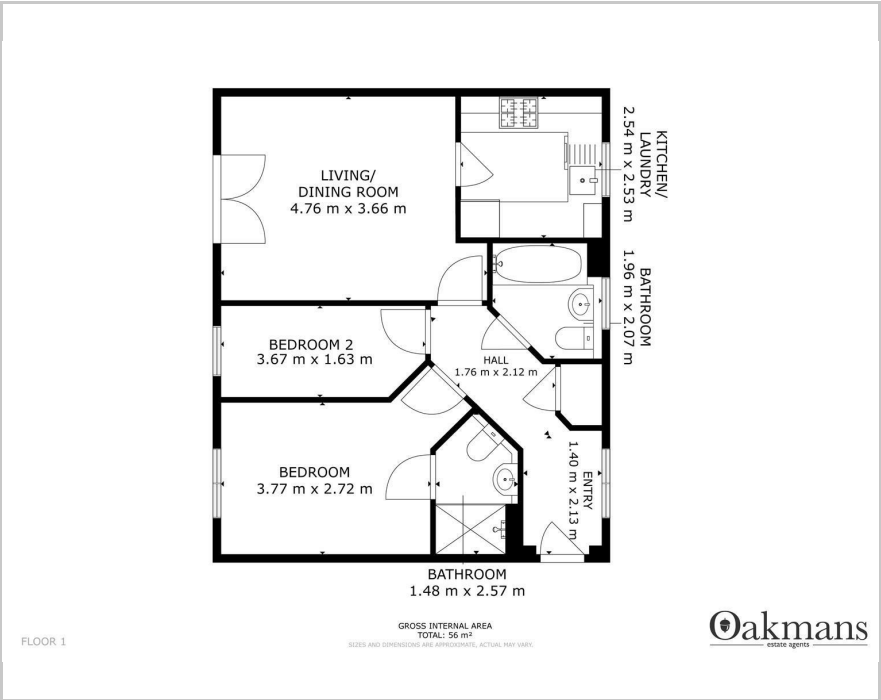 LIVING/
DINING ROOM
4.76 m x 3.66 m
KITCHEN/
LAUNDRY
2.54 m x 2.53 m
BATHROOM
1.96 m x 2.07 m
BEDROOM 2
3.67 m x 1.63 m
HALL
1.76 m x 2.12 m
BEDROOM
3.77 m x 2.72 m
ENTRY
1.40 m x 2.13 m
BATHROOM
1.48 m x 2.57 m
GROSS INTERNAL AREA
TOTAL: 56 m²
SIZES AND DIMENSIONS ARE APPROXIMATE, ACTUAL MAY VARY.
FLOOR 1
Oakmans
estate agents